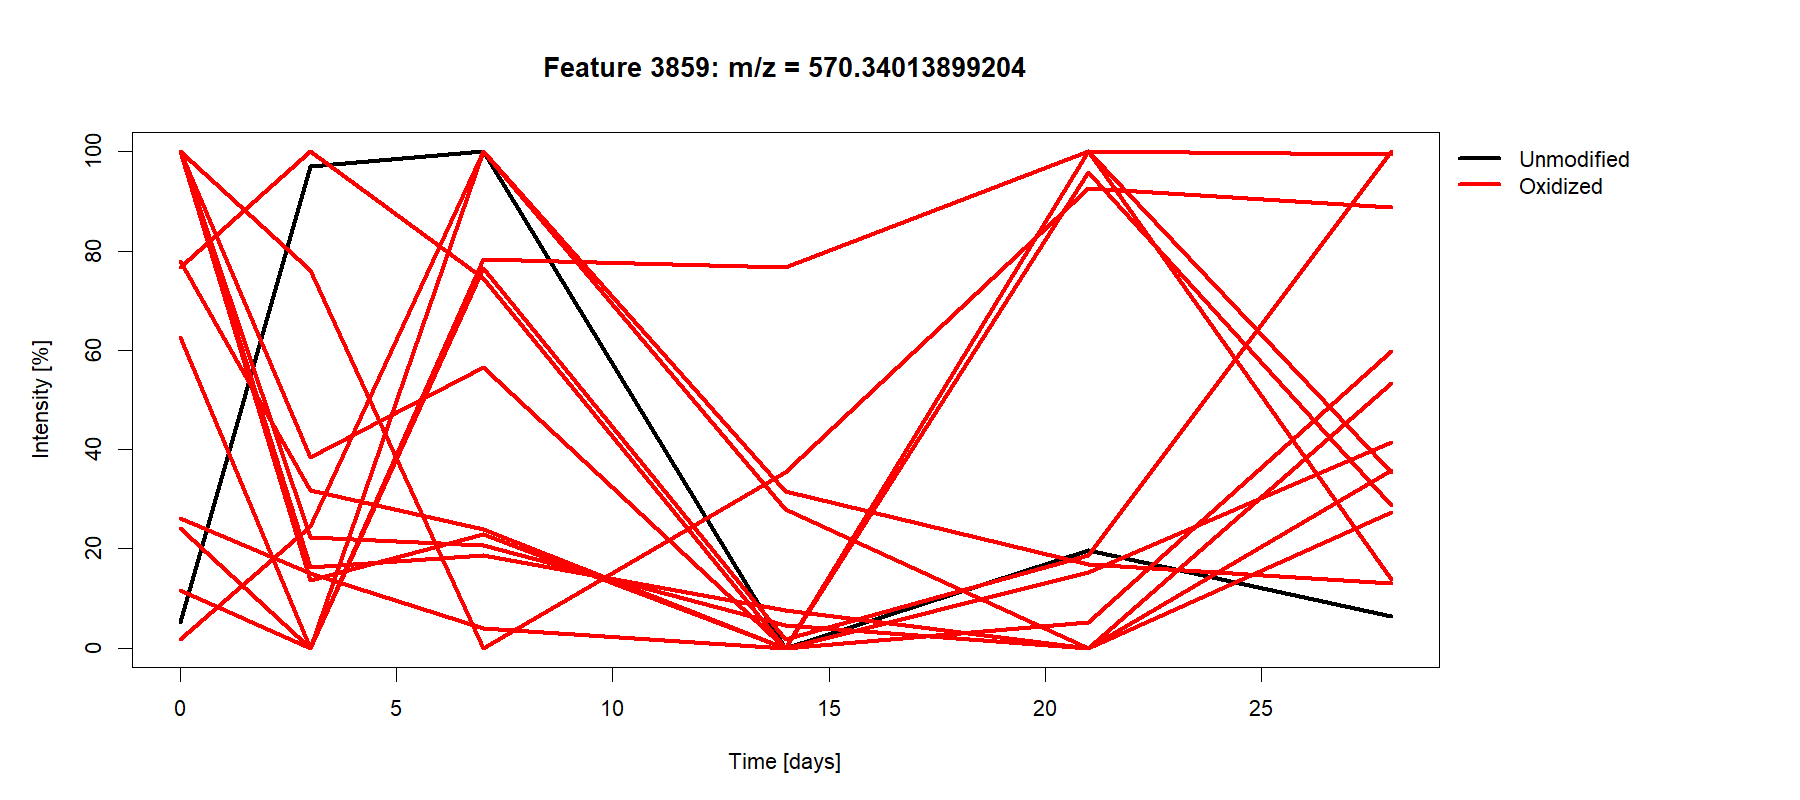 Feature 3859: m/z = 570.34013899204
Unmodified
Oxidized
Intensity [%]
100
80
60
40
20
0
0 5 10 15 20 25
Time [days]